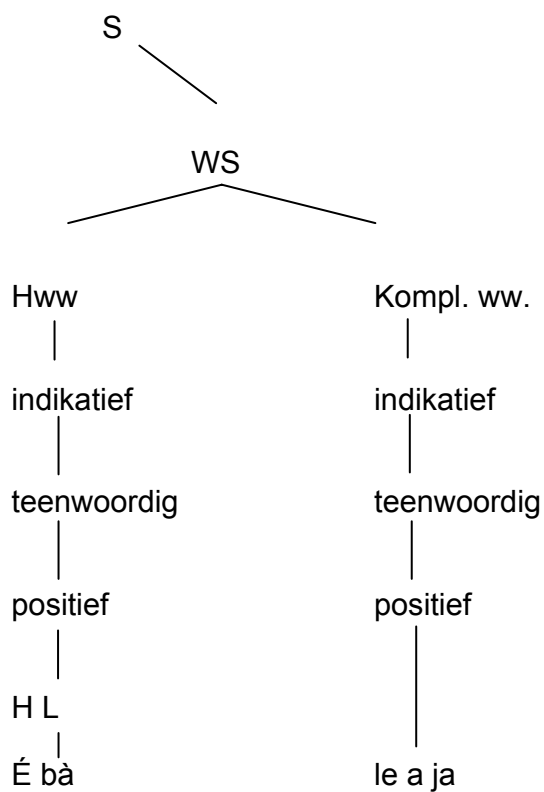 S
WS
Hww Kompl. ww.
indikatief indikatief
teenwoordig teenwoordig
positief positief
H L
É bà le a ja